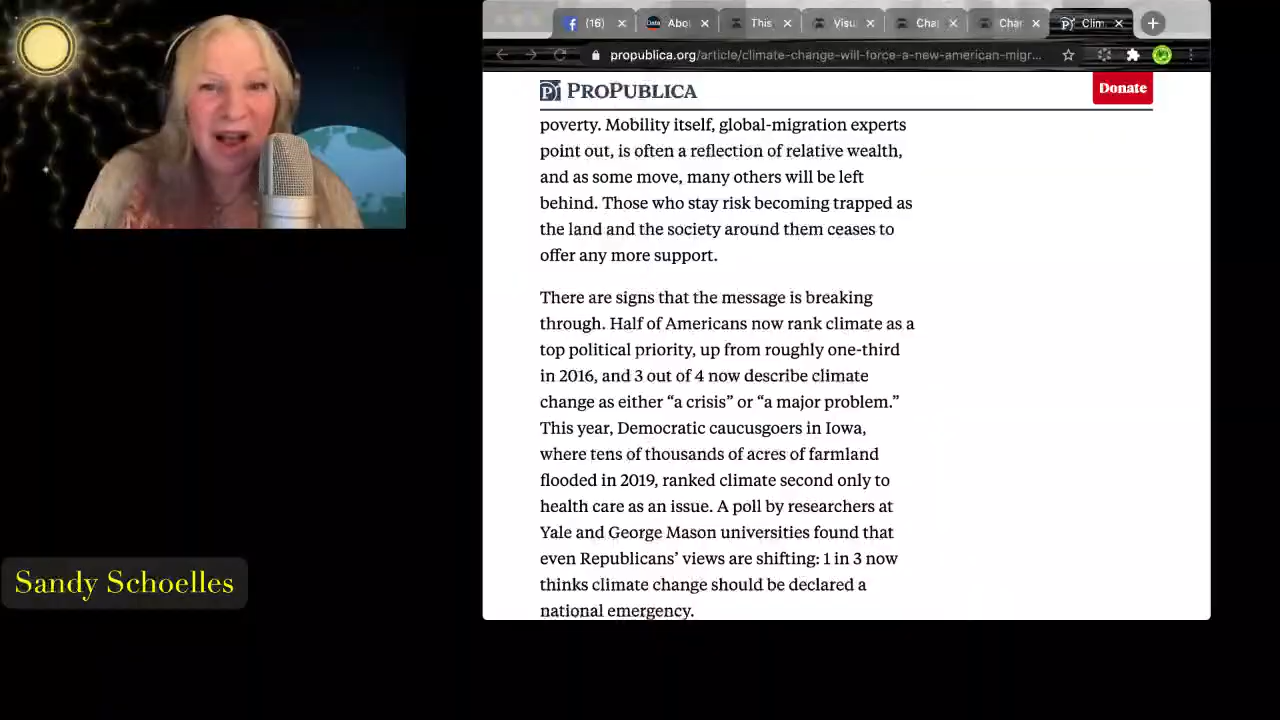 (16)
Abo
This
Visu
Cha
Char
Clim
propublica.org/article/climate-change-will-force-a-new-american-migr...
PROPUBLICA
Donate
poverty. Mobility itself, global-migration experts
point out, is often a reflection of relative wealth,
and as some move, many others will be left
behind. Those who stay risk becoming trapped as
the land and the society around them ceases to
offer any more support.
There are signs that the message is breaking
through. Half of Americans now rank climate as a
top political priority, up from roughly one-third
in 2016, and 3 out of 4 now describe climate
change as either “a crisis” or “a major problem.”
This year, Democratic caucusgoers in Iowa,
where tens of thousands of acres of farmland
flooded in 2019, ranked climate second only to
health care as an issue. A poll by researchers at
Yale and George Mason universities found that
even Republicans’ views are shifting: 1 in 3 now
thinks climate change should be declared a
national emergency.
Sandy Schoelles